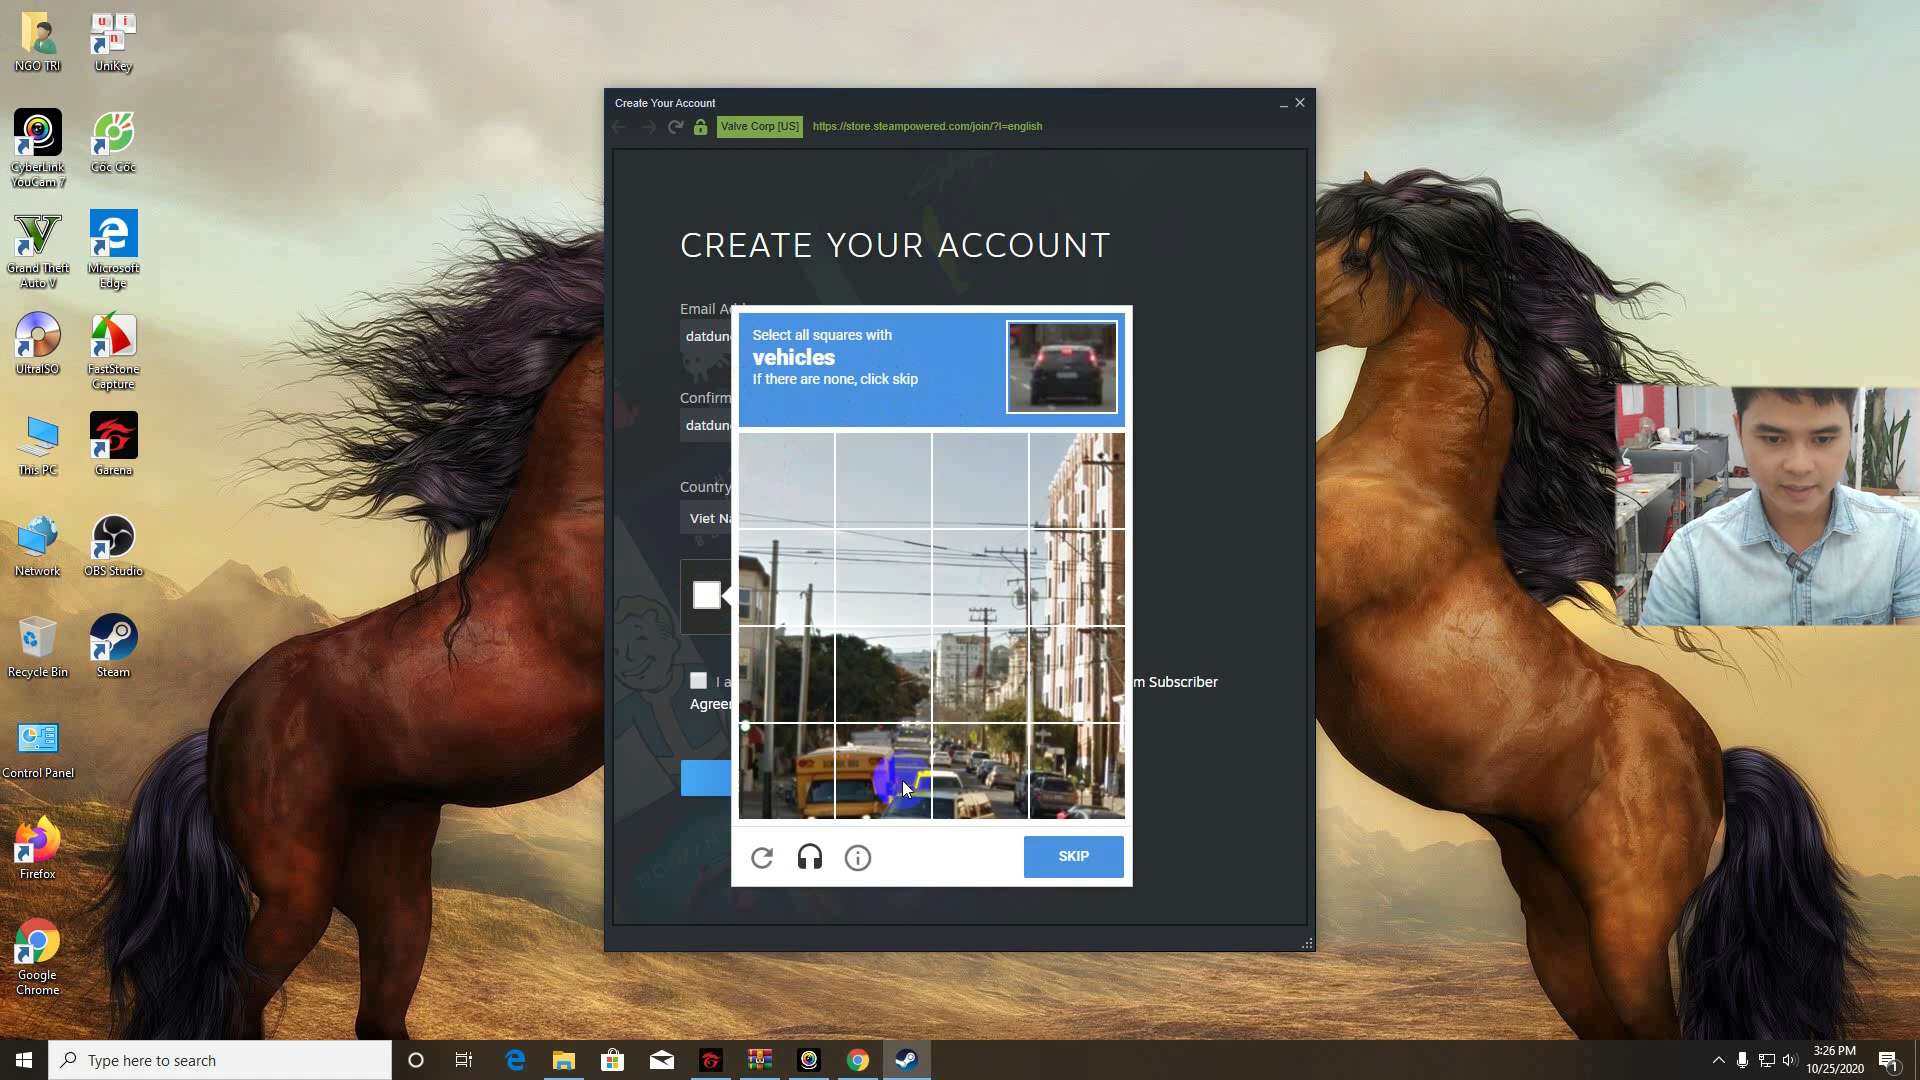 NGO TRI
UniKey
CyberLink
YouCam 7
Cốc Cốc
Grand Theft
Auto V
Microsoft
Edge
UltraISO
FastStone
Capture
This PC
Garena
Network
OBS Studio
Recycle Bin
Steam
Control Panel
Firefox
Google
Chrome
Create Your Account
Valve Corp [US]
https://store.steampowered.com/join/?l=english
CREATE YOUR ACCOUNT
Email Ad
datdun
Confirm
datdun
Country
Viet Na
I a
m Subscriber
Agree
Select all squares with
vehicles
If there are none, click skip
SKIP
Type here to search
3:26 PM
10/25/2020
1